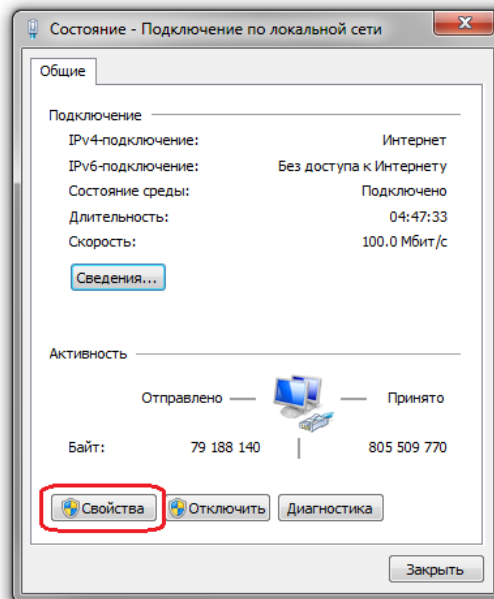 Состояние - Подключение по локальной сети
Общие
Подключение
IPv4-подключение: Интернет
IPv6-подключение: Без доступа к Интернету
Состояние среды: Подключено
Длительность: 04:47:33
Скорость: 100.0 Мбит/с
Сведения...
Активность
Отправлено — Принято
Байт: 79 188 140 | 805 509 770
Свойства Отключить Диагностика
Закрыть